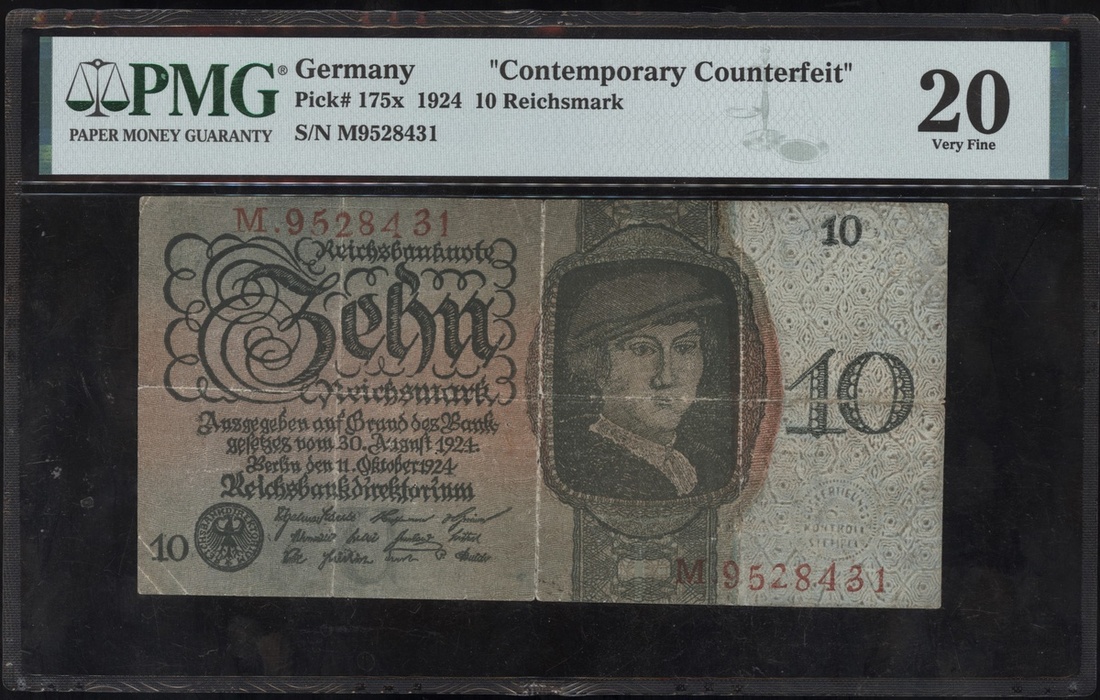 PMG®
PAPER MONEY GUARANTY
Germany "Contemporary Counterfeit"
Pick# 175x 1924 10 Reichsmark
S/N M9528431
20
Very Fine
M.9528431
Reichsbanknote
Zehn
Reichsmark
Ausgegeben auf Grund des Bank-
gesetzes vom 30. August 1924.
Berlin den 11. Oktober 1924
Reichsbankdirektorium
10
10
10
KONTROLL
STEMPEL
M 9528431